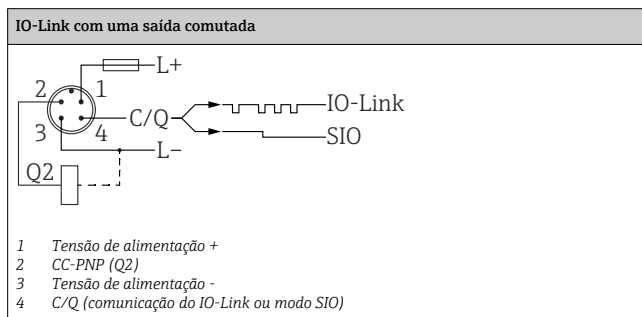 IO-Link com uma saída comutada
L+
2 1
C/Q
IO-Link
3 4
SIO
L–
Q2
1 Tensão de alimentação +
2 CC-PNP (Q2)
3 Tensão de alimentação -
4 C/Q (comunicação do IO-Link ou modo SIO)